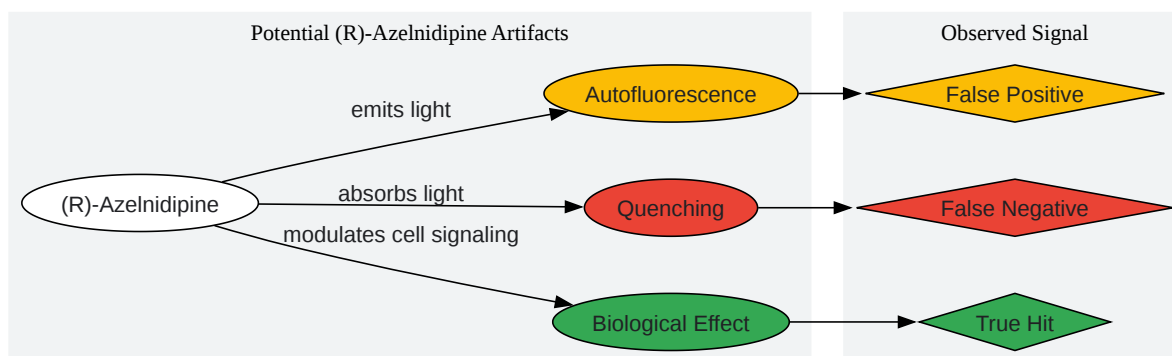 Potential (R)-Azelnidipine Artifacts
Observed Signal
emits light
Autofluorescence
False Positive
(R)-Azelnidipine
absorbs light
Quenching
False Negative
modulates cell signaling
Biological Effect
True Hit